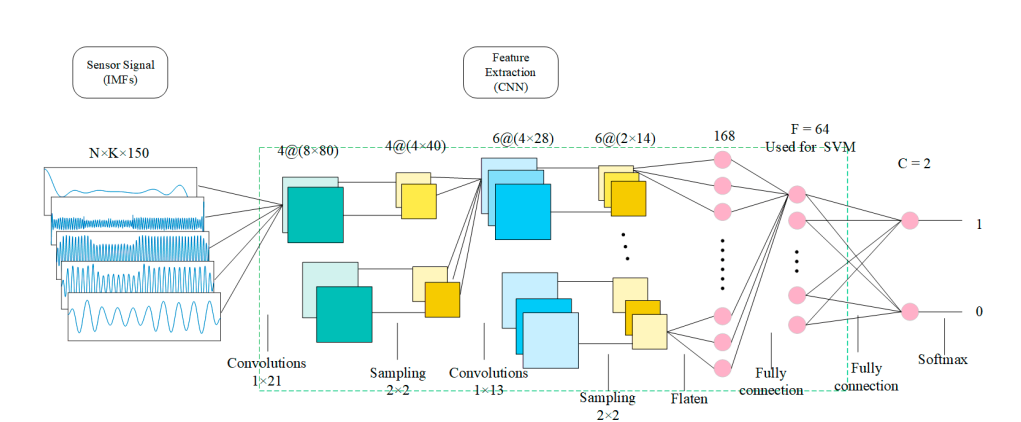 Sensor Signal
(IMFs)
Feature
Extraction
(CNN)
N×K×150
4@(8×80)
4@(4×40)
6@(4×28)
6@(2×14)
168
F = 64
Used for SVM
C = 2
1
0
Convolutions
1×21
Sampling
2×2
Convolutions
1×13
Sampling
2×2
Flaten
Fully
connection
Fully
connection
Softmax